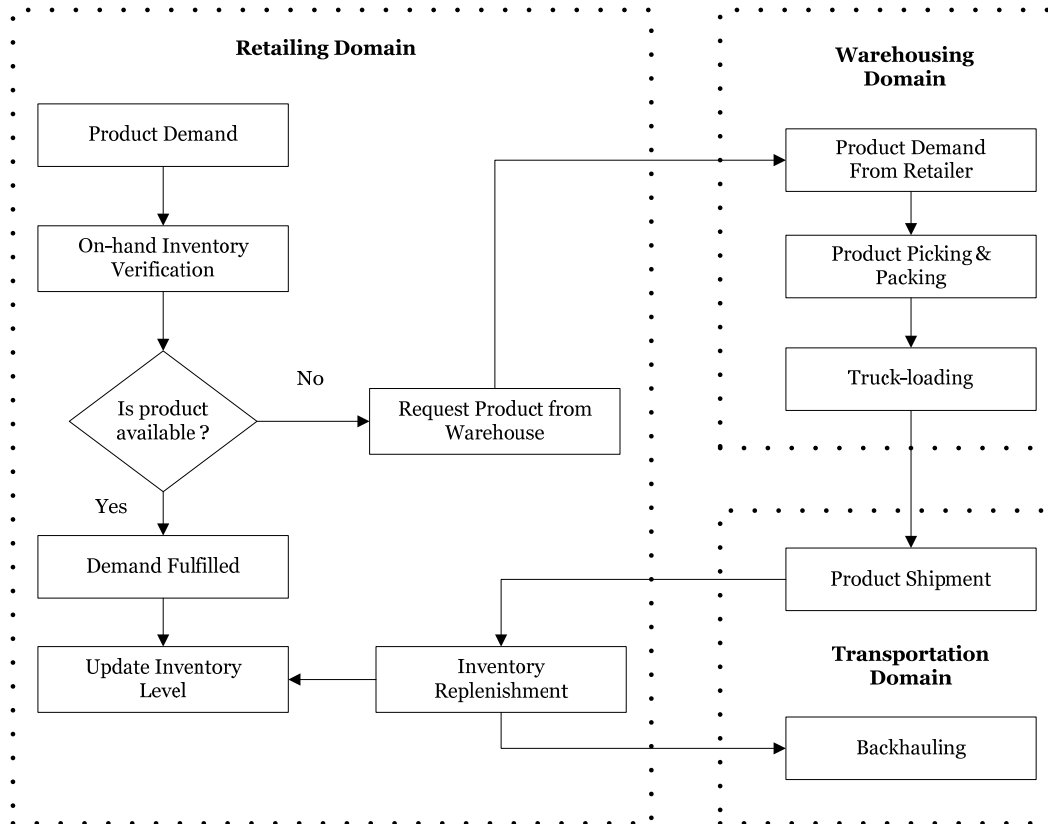 Retailing Domain
Product Demand
On-hand Inventory
Verification
Is product
available ?
No
Request Product from
Warehouse
Yes
Demand Fulfilled
Update Inventory
Level
Inventory
Replenishment
Warehousing
Domain
Product Demand
From Retailer
Product Picking &
Packing
Truck-loading
Product Shipment
Transportation
Domain
Backhauling